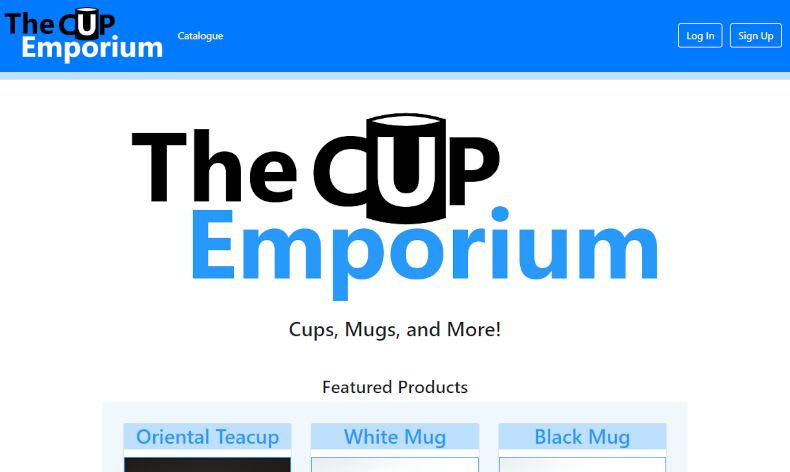 The CUP
Emporium
Catalogue
Log In
Sign Up
The CUP
Emporium
Cups, Mugs, and More!
Featured Products
Oriental Teacup
White Mug
Black Mug